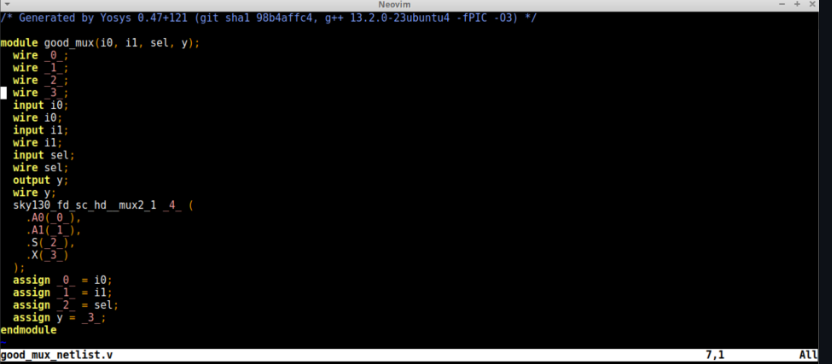 Neovim
/* Generated by Yosys 0.47+121 (git sha1 98b4affc4, g++ 13.2.0-23ubuntu4 -fPIC -O3) */
module good_mux(i0, i1, sel, y);
wire _0_;
wire _1_;
wire _2_;
wire _3_;
input i0;
wire i0;
input i1;
wire i1;
input sel;
wire sel;
output y;
wire y;
sky130_fd_sc_hd__mux2_1 _4_ (
.A0(_0_),
.A1(_1_),
.S(_2_),
.X(_3_)
);
assign _0_ = i0;
assign _1_ = i1;
assign _2_ = sel;
assign y = _3_;
endmodule
~
good_mux_netlist.v 7,1 All